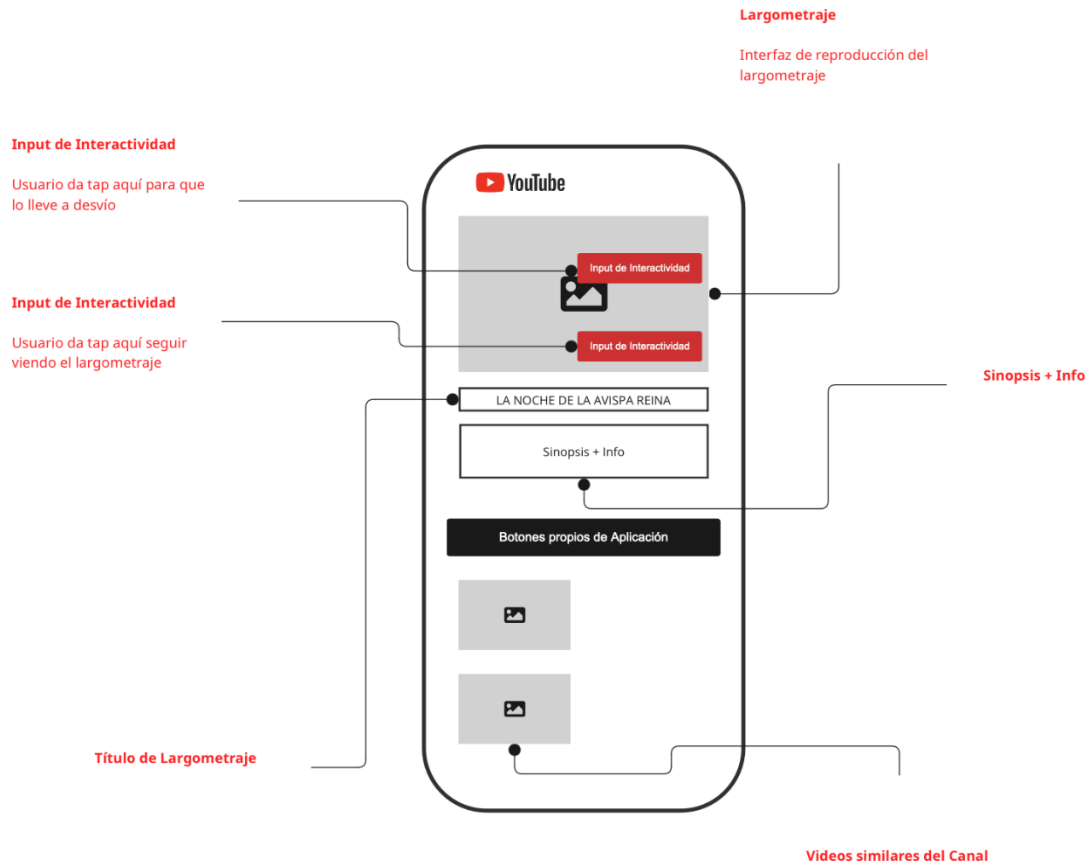 Largometraje
Interfaz de reproducción del
largometraje
Input de Interactividad
Usuario da tap aquí para que
lo lleve a desvío
YouTube
Input de Interactividad
Input de Interactividad
Usuario da tap aquí seguir
viendo el largometraje
Input de Interactividad
Sinopsis + Info
LA NOCHE DE LA AVISPA REINA
Sinopsis + Info
Botones propios de Aplicación
Título de Largometraje
Videos similares del Canal